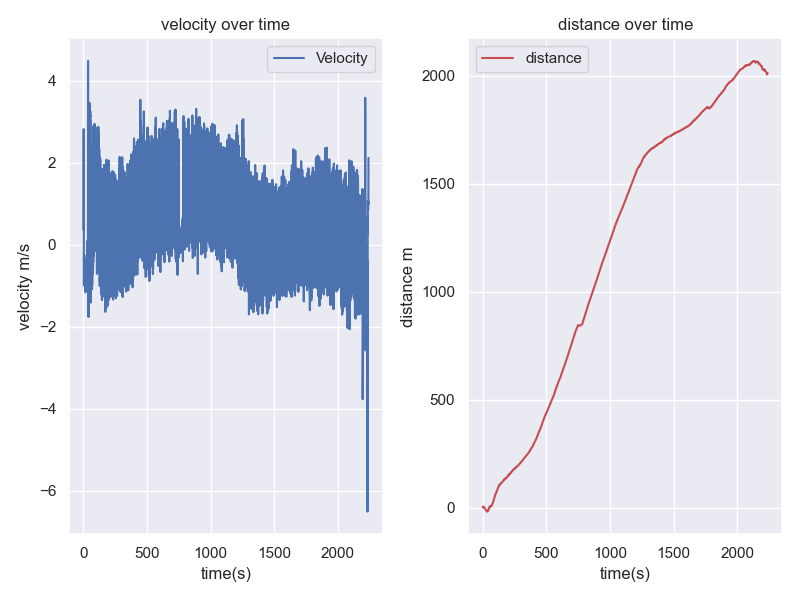 velocity over time
Velocity
4
2
0
−2
−4
−6
velocity m/s
0
500
1000
1500
2000
time(s)
distance over time
distance
2000
1500
1000
500
0
distance m
0
500
1000
1500
2000
time(s)